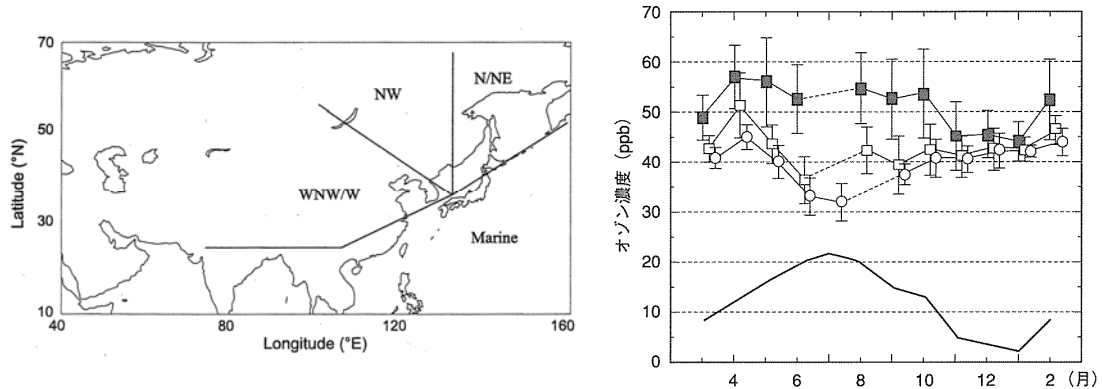 70
50
30
10
Latitude (°N)
40
80
120
160
Longitude (°E)
NW
N/NE
WNW/W
Marine
70
60
50
40
30
20
10
0
オゾン濃度 (ppb)
4
6
8
10
12
2
(月)